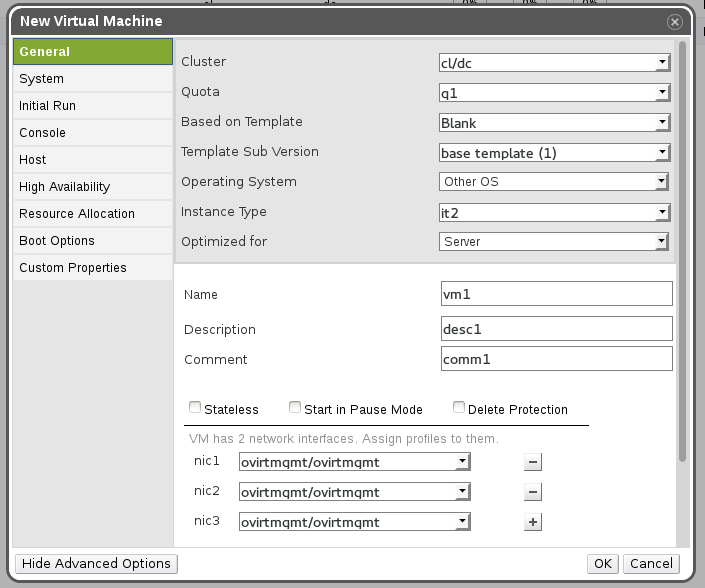 New Virtual Machine
General
System
Initial Run
Console
Host
High Availability
Resource Allocation
Boot Options
Custom Properties
Cluster cl/dc
Quota q1
Based on Template Blank
Template Sub Version base template (1)
Operating System Other OS
Instance Type it2
Optimized for Server
Name vm1
Description desc1
Comment comm1
Stateless Start in Pause Mode Delete Protection
VM has 2 network interfaces. Assign profiles to them.
nic1 ovirtmgmt/ovirtmgmt
nic2 ovirtmgmt/ovirtmgmt
nic3 ovirtmgmt/ovirtmgmt
Hide Advanced Options OK Cancel